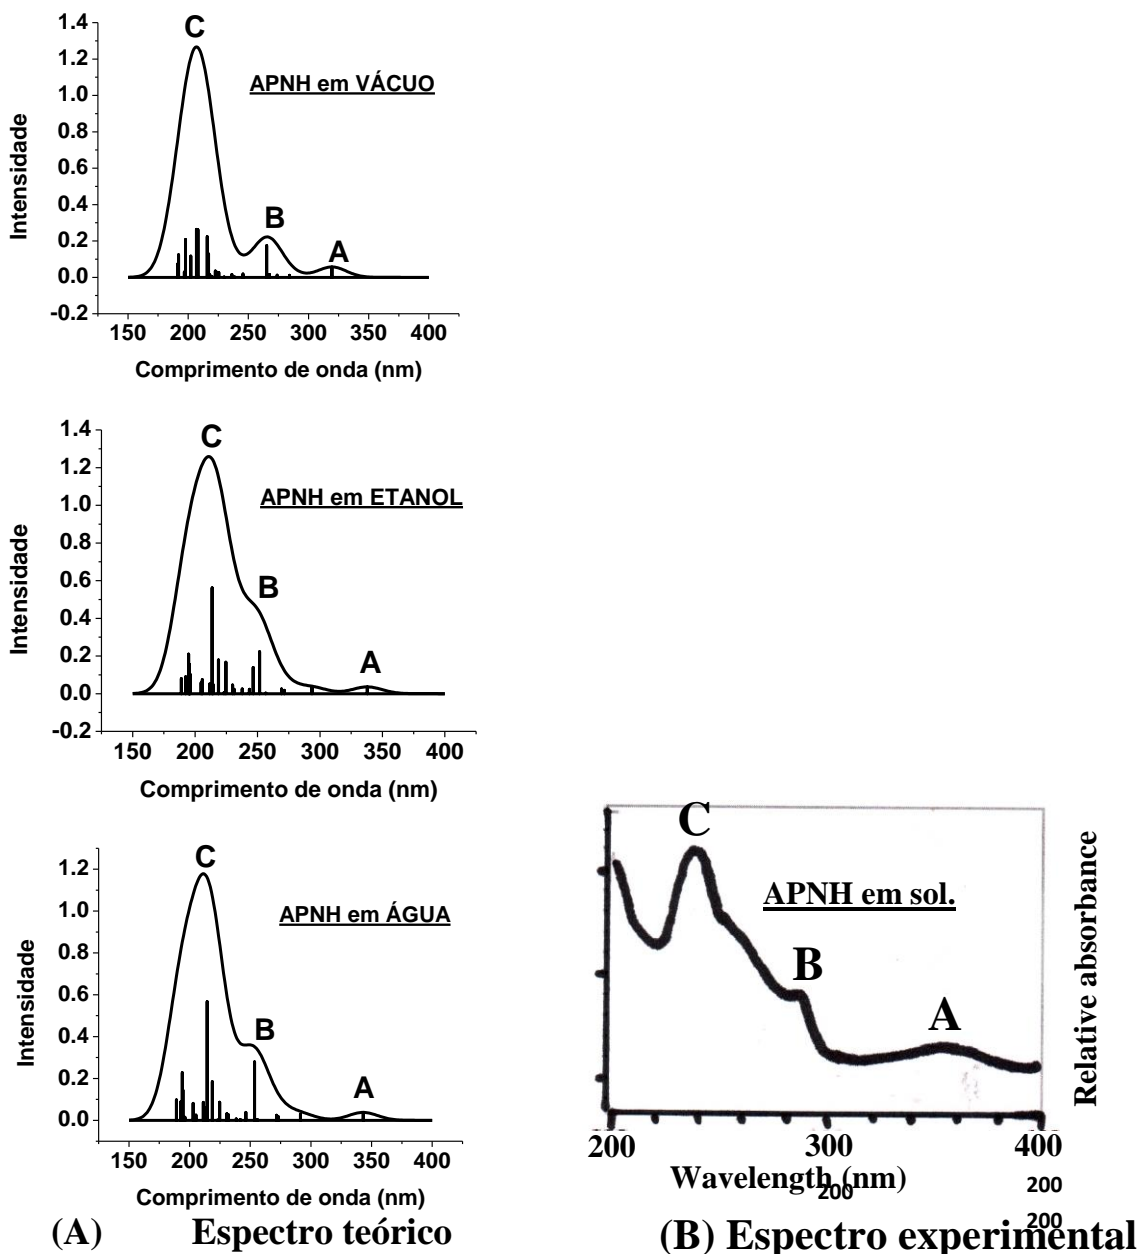 1.4
C
1.2
APNH em VÁCUO
1.0
0.8
0.6
0.4
B
0.2
A
0.0
-0.2
150 200 250 300 350 400
Intensidade
Comprimento de onda (nm)
1.4
C
1.2
APNH em ETANOL
1.0
0.8
0.6
B
0.4
0.2
A
0.0
-0.2
150 200 250 300 350 400
Intensidade
Comprimento de onda (nm)
C
1.2
APNH em ÁGUA
1.0
0.8
0.6
0.4
B
0.2
A
0.0
150 200 250 300 350 400
Intensidade
Comprimento de onda (nm)
(A) Espectro teórico
C
APNH em sol.
B
A
Relative absorbance
200 300 400
Wavelength (nm)
200
200
200
(B) Espectro experimental